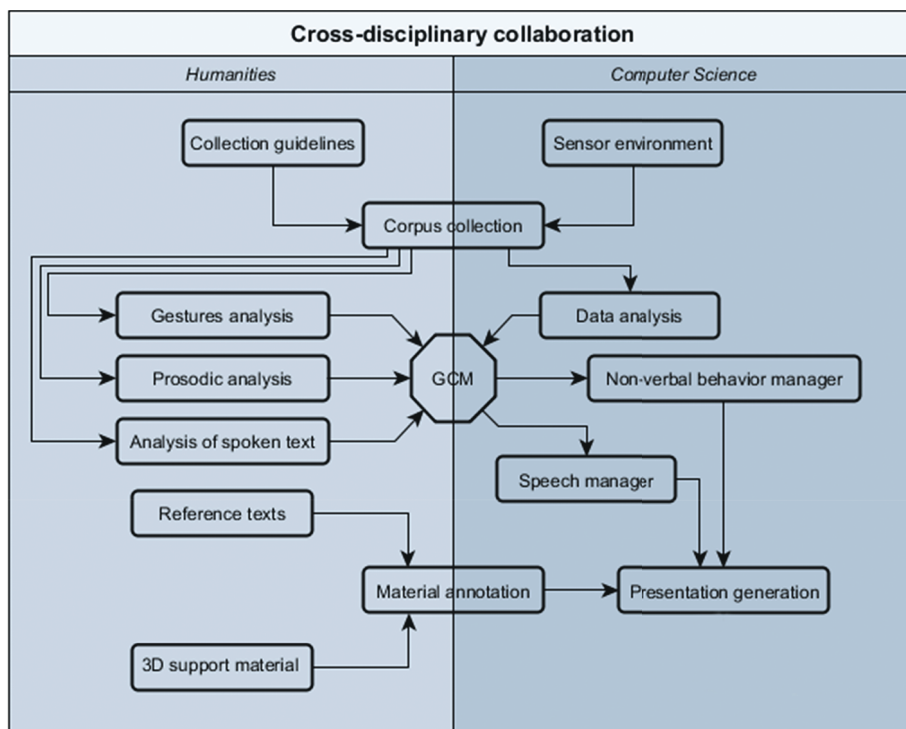 Cross-disciplinary collaboration
Humanities
Computer Science
Collection guidelines
Sensor environment
Corpus collection
Gestures analysis
Data analysis
GCM
Prosodic analysis
Non-verbal behavior manager
Analysis of spoken text
Speech manager
Reference texts
Material annotation
Presentation generation
3D support material